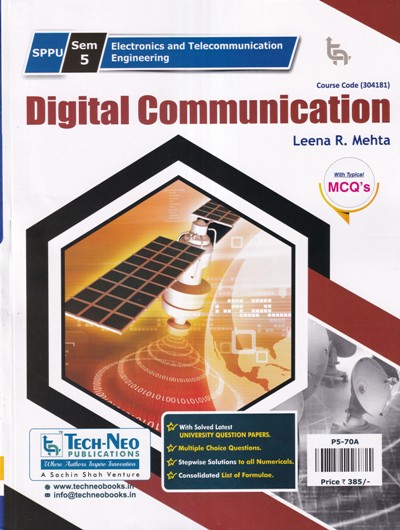 SPPU
Sem
5
Electronics and Telecommunication
Engineering
Course Code (304181)
Digital Communication
Leena R. Mehta
With Typical
MCQ's
TECH-NEO
PUBLICATIONS
Where Authors Inspire Innovation
A Sachin Shah Venture
www.techneobooks.in
info@techneobooks.in
With Solved Latest
UNIVERSITY QUESTION PAPERS.
Multiple Choice Questions.
Stepwise Solutions to all Numericals.
Consolidated List of Formulae.
P5-70A
Price ₹ 385/-